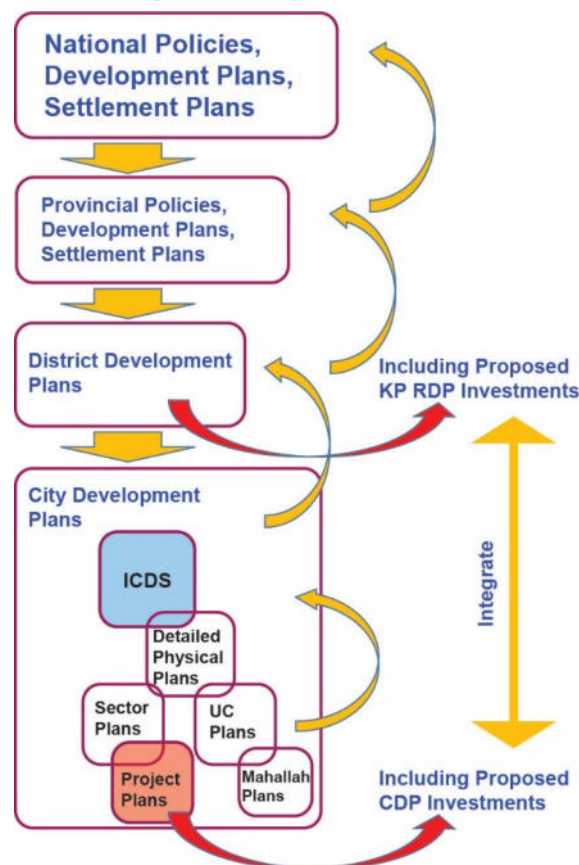 National Policies,
Development Plans,
Settlement Plans
Provincial Policies,
Development Plans,
Settlement Plans
District Development
Plans
Including Proposed
KP RDP Investments
City Development
Plans
ICDS
Detailed
Physical
Plans
Sector
Plans
UC
Plans
Project
Plans
Mahallah
Plans
Integrate
Including Proposed
CDP Investments